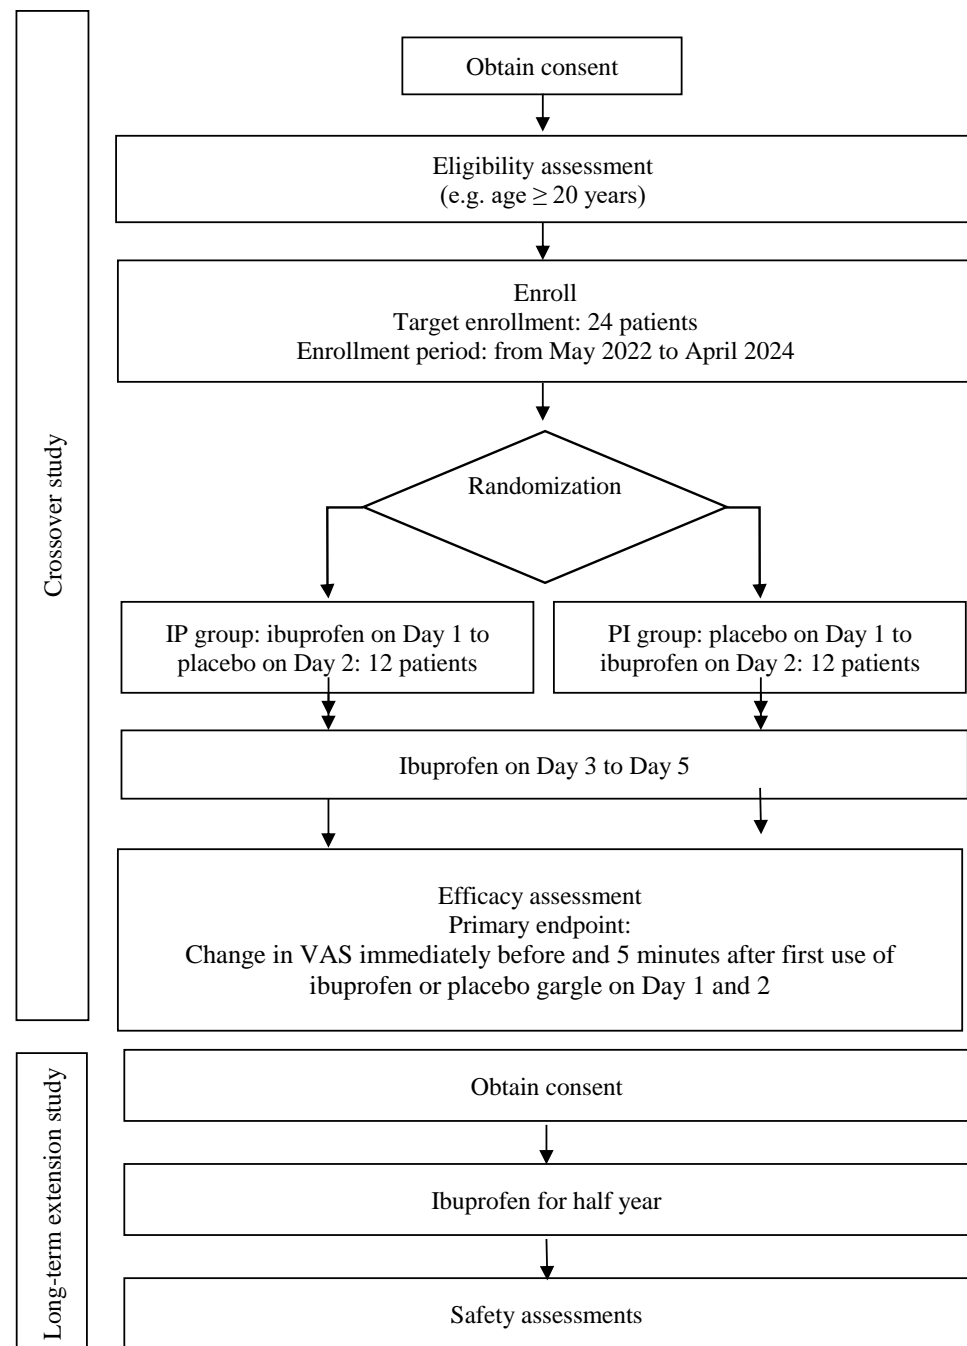 Crossover study
Obtain consent
Eligibility assessment
(e.g. age ≥ 20 years)
Enroll
Target enrollment: 24 patients
Enrollment period: from May 2022 to April 2024
Randomization
IP group: ibuprofen on Day 1 to
placebo on Day 2: 12 patients
PI group: placebo on Day 1 to
ibuprofen on Day 2: 12 patients
Ibuprofen on Day 3 to Day 5
Efficacy assessment
Primary endpoint:
Change in VAS immediately before and 5 minutes after first use of
ibuprofen or placebo gargle on Day 1 and 2
Long-term extension study
Obtain consent
Ibuprofen for half year
Safety assessments